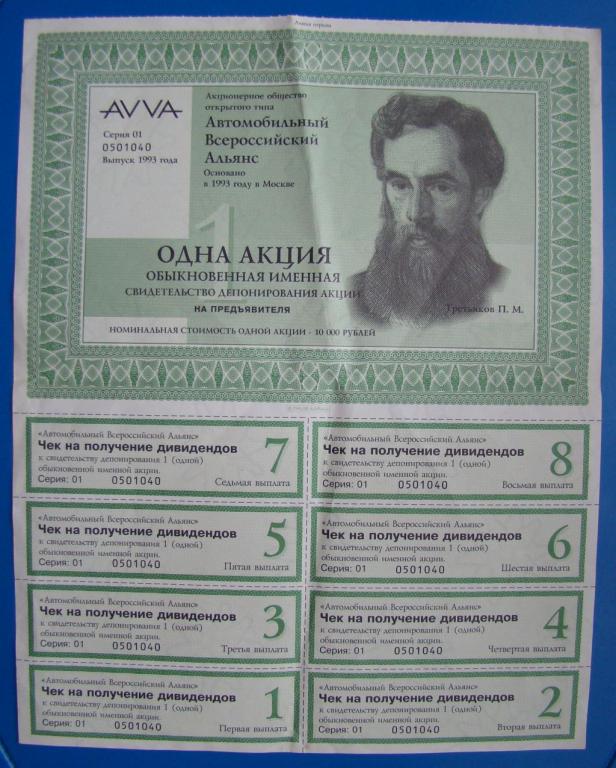 AVVA
Серия 01
0501040
Выпуск 1993 года
Акционерное общество
открытого типа
Автомобильный
Всероссийский
Альянс
Основано
в 1993 году в Москве
1
ОДНА АКЦИЯ
ОБЫКНОВЕННАЯ ИМЕННАЯ
СВИДЕТЕЛЬСТВО ДЕПОНИРОВАНИЯ АКЦИИ
НА ПРЕДЪЯВИТЕЛЯ
Третьяков П. М.
НОМИНАЛЬНАЯ СТОИМОСТЬ ОДНОЙ АКЦИИ - 10 000 РУБЛЕЙ
«Автомобильный Всероссийский Альянс»
Чек на получение дивидендов
к свидетельству депонирования 1 (одной)
обыкновенной именной акции.
Серия: 01 0501040
7
Седьмая выплата
«Автомобильный Всероссийский Альянс»
Чек на получение дивидендов
к свидетельству депонирования 1 (одной)
обыкновенной именной акции.
Серия: 01 0501040
8
Восьмая выплата
«Автомобильный Всероссийский Альянс»
Чек на получение дивидендов
к свидетельству депонирования 1 (одной)
обыкновенной именной акции.
Серия: 01 0501040
5
Пятая выплата
«Автомобильный Всероссийский Альянс»
Чек на получение дивидендов
к свидетельству депонирования 1 (одной)
обыкновенной именной акции.
Серия: 01 0501040
6
Шестая выплата
«Автомобильный Всероссийский Альянс»
Чек на получение дивидендов
к свидетельству депонирования 1 (одной)
обыкновенной именной акции.
Серия: 01 0501040
3
Третья выплата
«Автомобильный Всероссийский Альянс»
Чек на получение дивидендов
к свидетельству депонирования 1 (одной)
обыкновенной именной акции.
Серия: 01 0501040
4
Четвертая выплата
«Автомобильный Всероссийский Альянс»
Чек на получение дивидендов
к свидетельству депонирования 1 (одной)
обыкновенной именной акции.
Серия: 01 0501040
1
Первая выплата
«Автомобильный Всероссийский Альянс»
Чек на получение дивидендов
к свидетельству депонирования 1 (одной)
обыкновенной именной акции.
Серия: 01 0501040
2
Вторая выплата